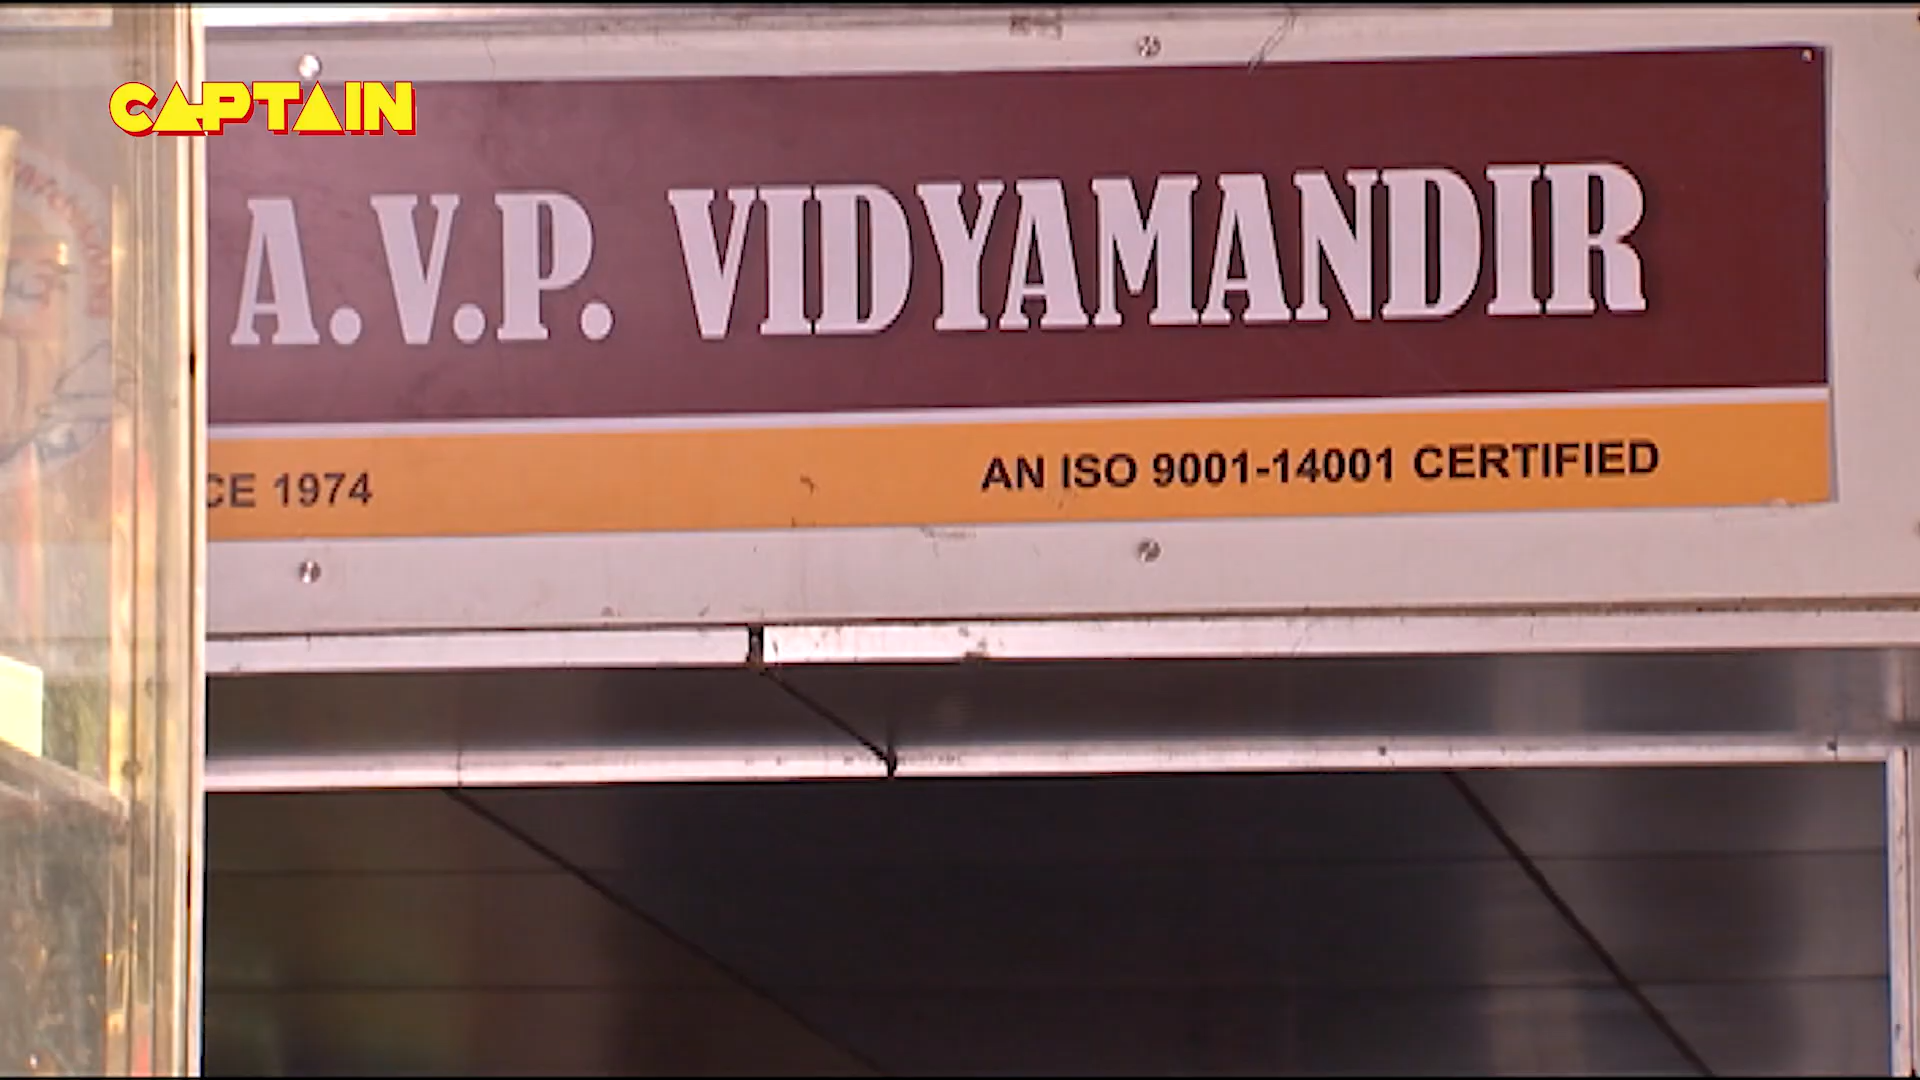 CAPTAIN
A.V.P. VIDYAMANDIR
CE 1974
AN ISO 9001-14001 CERTIFIED